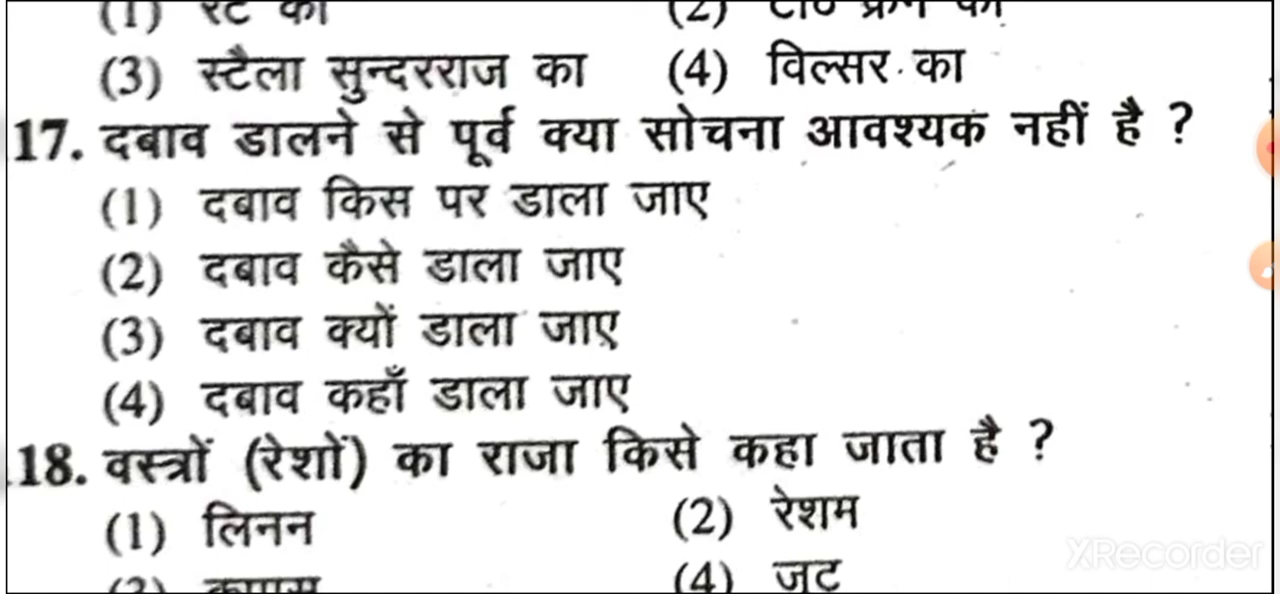 (3) स्टैला सुन्दरराज का (4) विल्सर का
17. दबाव डालने से पूर्व क्या सोचना आवश्यक नहीं है ?
(1) दबाव किस पर डाला जाए
(2) दबाव कैसे डाला जाए
(3) दबाव क्यों डाला जाए
(4) दबाव कहाँ डाला जाए
18. वस्त्रों (रेशों) का राजा किसे कहा जाता है ?
(1) लिनन (2) रेशम
(4) जूट
XRecorder